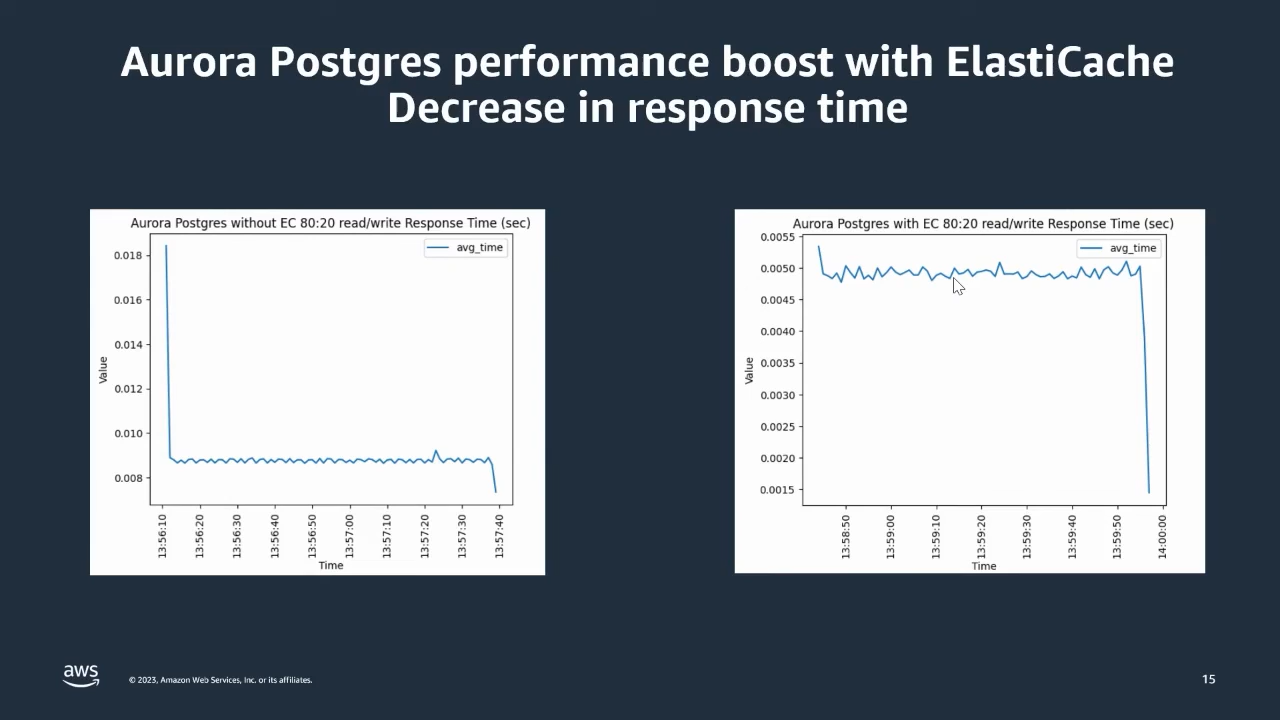 Aurora Postgres performance boost with ElastiCache
Decrease in response time
Aurora Postgres without EC 80:20 read/write Response Time (sec)
avg_time
0.018
0.016
0.014
0.012
0.010
0.008
Value
13:56:10
13:56:20
13:56:30
13:56:40
13:56:50
13:57:00
13:57:10
13:57:20
13:57:30
13:57:40
Time
Aurora Postgres with EC 80:20 read/write Response Time (sec)
avg_time
0.0055
0.0050
0.0045
0.0040
0.0035
0.0030
0.0025
0.0020
0.0015
Value
13:58:50
13:59:00
13:59:10
13:59:20
13:59:30
13:59:40
13:59:50
14:00:00
Time
aws
© 2023, Amazon Web Services, Inc. or its affiliates.
15